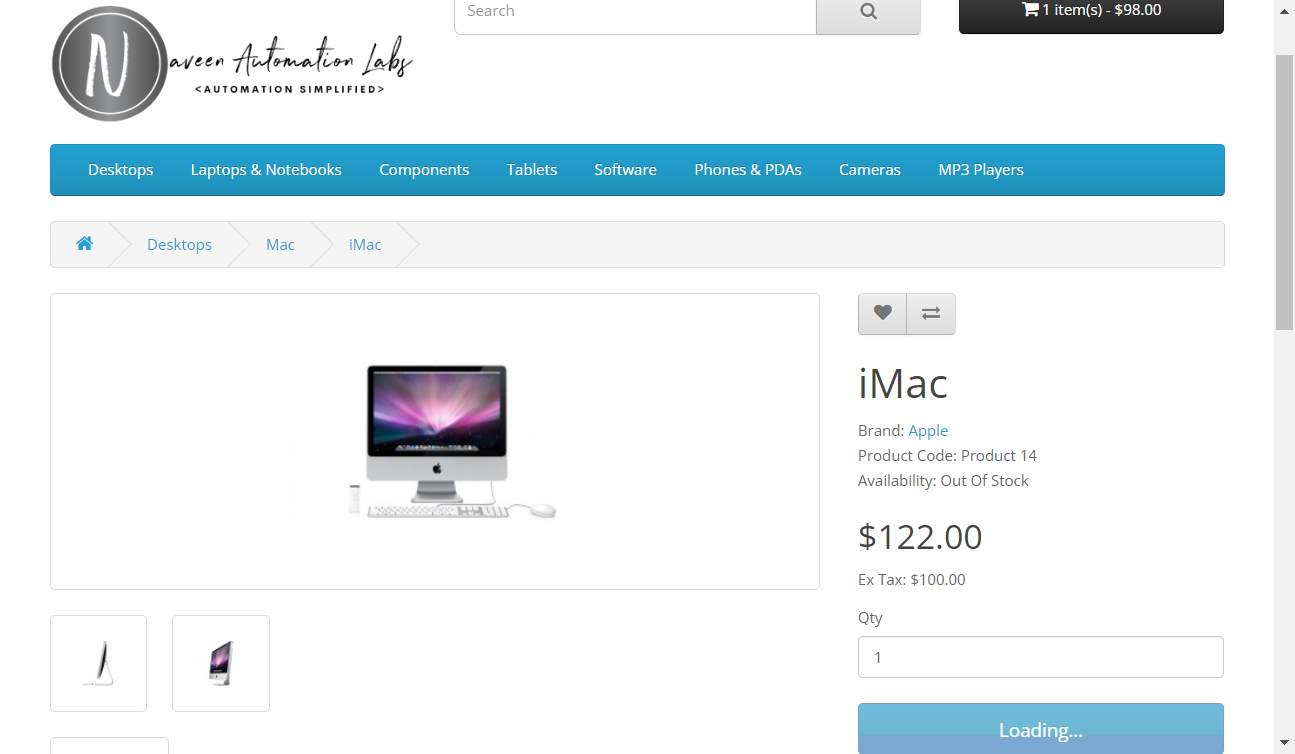 Search
1 item(s) - $98.00
N
aveen Automation Labs
<AUTOMATION SIMPLIFIED>
Desktops Laptops & Notebooks Components Tablets Software Phones & PDAs Cameras MP3 Players
Desktops Mac iMac
iMac
Brand: Apple
Product Code: Product 14
Availability: Out Of Stock
$122.00
Ex Tax: $100.00
Qty
1
Loading...